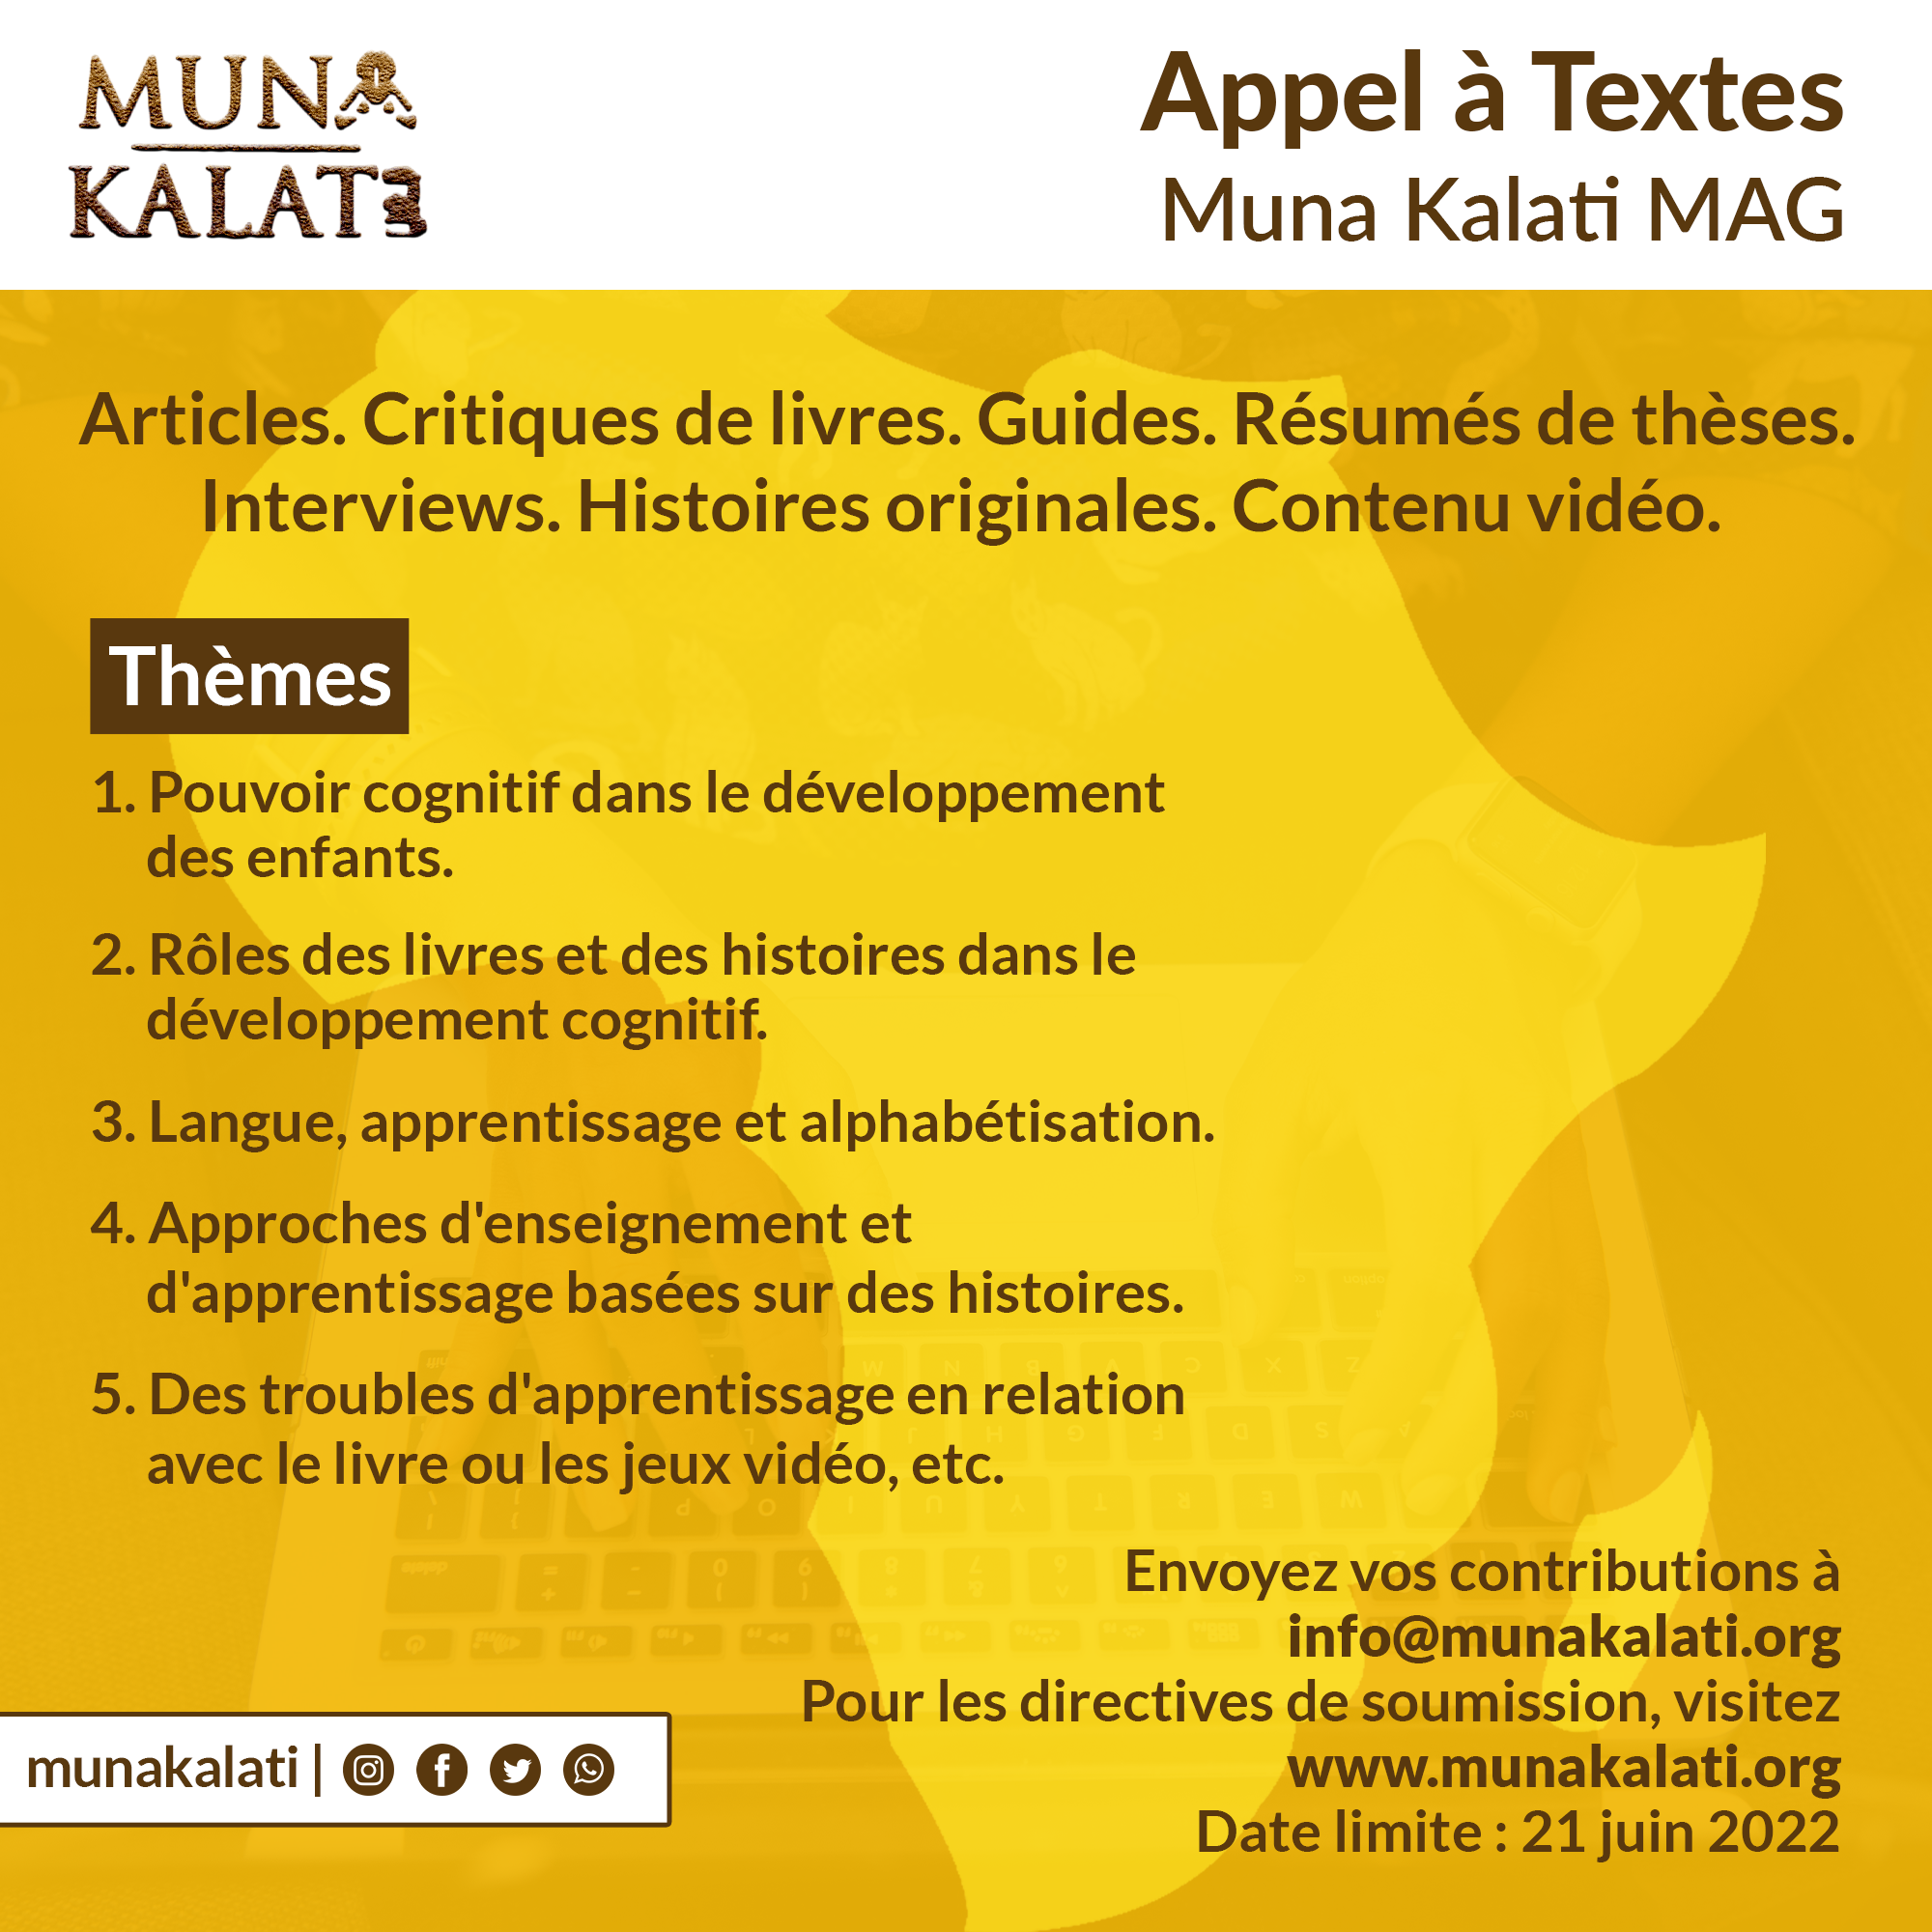 MUNA
KALATI
Appel à Textes
Muna Kalati MAG
Articles. Critiques de livres. Guides. Résumés de thèses.
Interviews. Histoires originales. Contenu vidéo.
Thèmes
1. Pouvoir cognitif dans le développement
des enfants.
2. Rôles des livres et des histoires dans le
développement cognitif.
3. Langue, apprentissage et alphabétisation.
4. Approches d'enseignement et
d'apprentissage basées sur des histoires.
5. Des troubles d'apprentissage en relation
avec le livre ou les jeux vidéo, etc.
Envoyez vos contributions à
info@munakalati.org
Pour les directives de soumission, visitez
www.munakalati.org
Date limite : 21 juin 2022
munakalati |